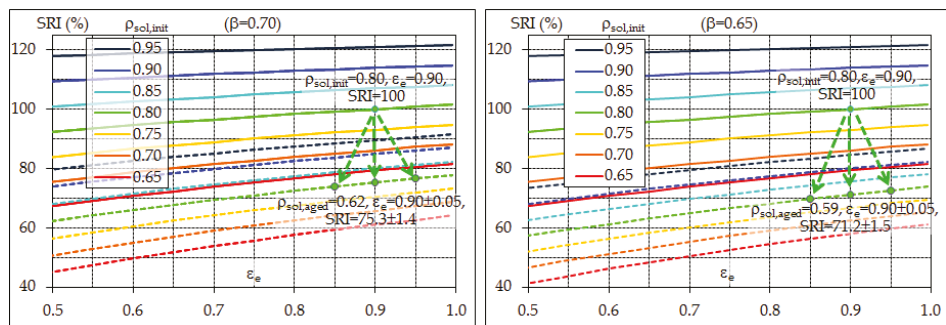 SRI (%) ρsol,init (β=0.70)
120
100
80
60
40
0.95
0.90
0.85
0.80
0.75
0.70
0.65
ρsol,init=0.80, εe=0.90,
SRI=100
ρsol,aged=0.62, εe=0.90±0.05,
SRI=75.3±1.4
εe
0.5 0.6 0.7 0.8 0.9 1.0
SRI (%) ρsol,init (β=0.65)
120
100
80
60
40
0.95
0.90
0.85
0.80
0.75
0.70
0.65
ρsol,init=0.80, εe=0.90,
SRI=100
ρsol,aged=0.59, εe=0.90±0.05,
SRI=71.2±1.5
εe
0.5 0.6 0.7 0.8 0.9 1.0